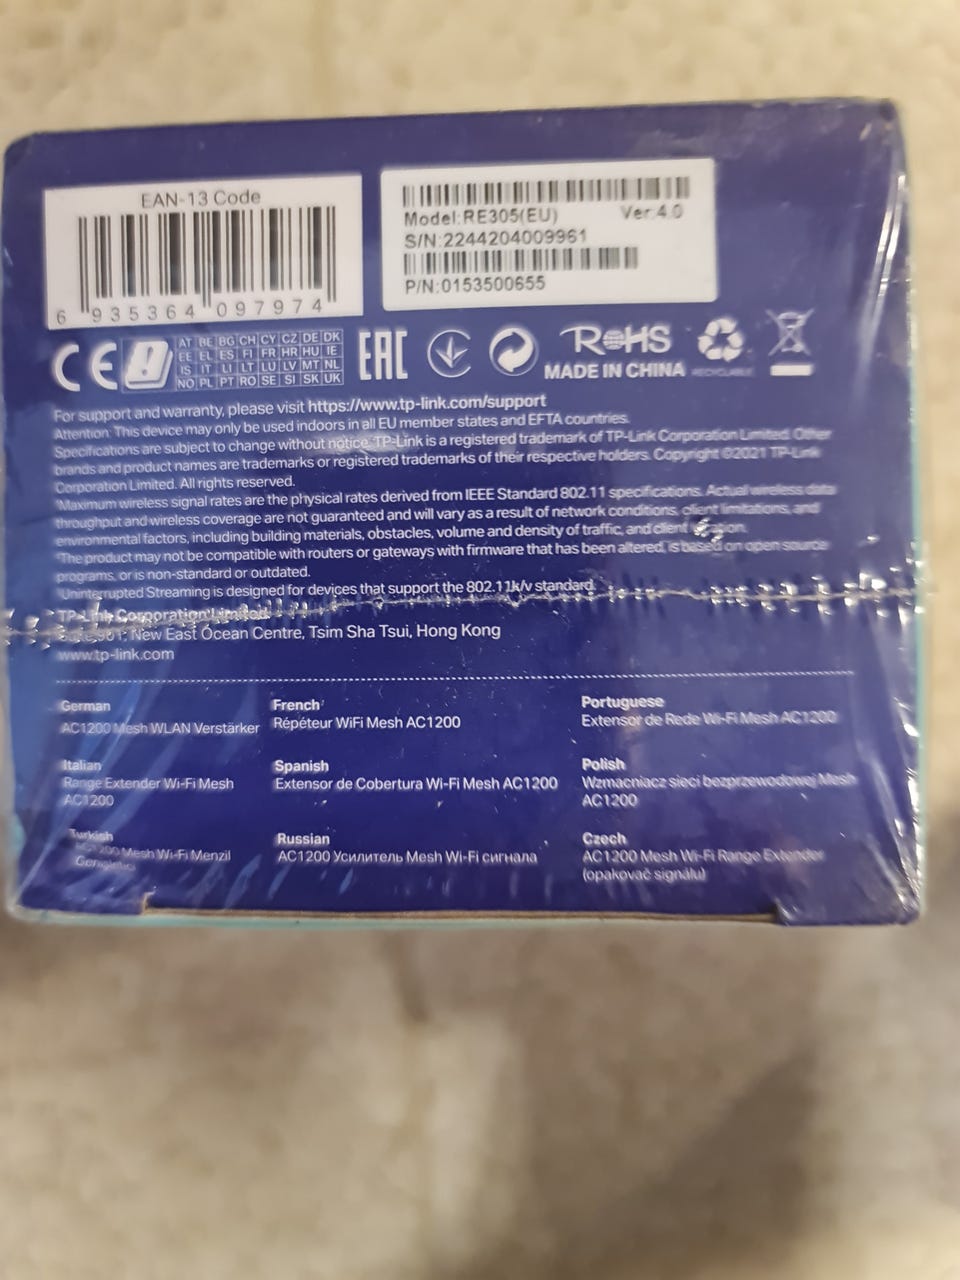 EAN-13 Code
6 935364 097974
Model:RE305(EU) Ver:4.0
S/N:2244204009961
P/N:0153500655
CE
AT BE BG CH CY CZ DE DK
EE EL ES FI FR HR HU IE
IS IT LI LT LU LV MT NL
NO PL PT RO SE SI SK UK
EAC
RoHS
MADE IN CHINA
RECYCLABLE
For support and warranty, please visit https://www.tp-link.com/support
Attention: This device may only be used indoors in all EU member states and EFTA countries.
Specifications are subject to change without notice. TP-Link is a registered trademark of TP-Link Corporation Limited. Other
brands and product names are trademarks or registered trademarks of their respective holders. Copyright ©2021 TP-Link
Corporation Limited. All rights reserved.
Maximum wireless signal rates are the physical rates derived from IEEE Standard 802.11 specifications. Actual wireless data
throughput and wireless coverage are not guaranteed and will vary as a result of network conditions, client limitations, and
environmental factors, including building materials, obstacles, volume and density of traffic, and client location.
The product may not be compatible with routers or gateways with firmware that has been altered, is based on open source
programs, or is non-standard or outdated.
Uninterrupted Streaming is designed for devices that support the 802.11k/v standard.
TP-Link Corporation Limited
901, New East Ocean Centre, Tsim Sha Tsui, Hong Kong
www.tp-link.com
German
AC1200 Mesh WLAN Verstärker
French
Répéteur WiFi Mesh AC1200
Portuguese
Extensor de Rede Wi-Fi Mesh AC1200
Italian
Range Extender Wi-Fi Mesh
AC1200
Spanish
Extensor de Cobertura Wi-Fi Mesh AC1200
Polish
Wzmacniacz sieci bezprzewodowej Mesh
AC1200
Turkish
AC1200 Mesh Wi-Fi Menzil
Russian
AC1200 Усилитель Mesh Wi-Fi сигнала
Czech
AC1200 Mesh Wi-Fi Range Extender
(opakovač signálu)